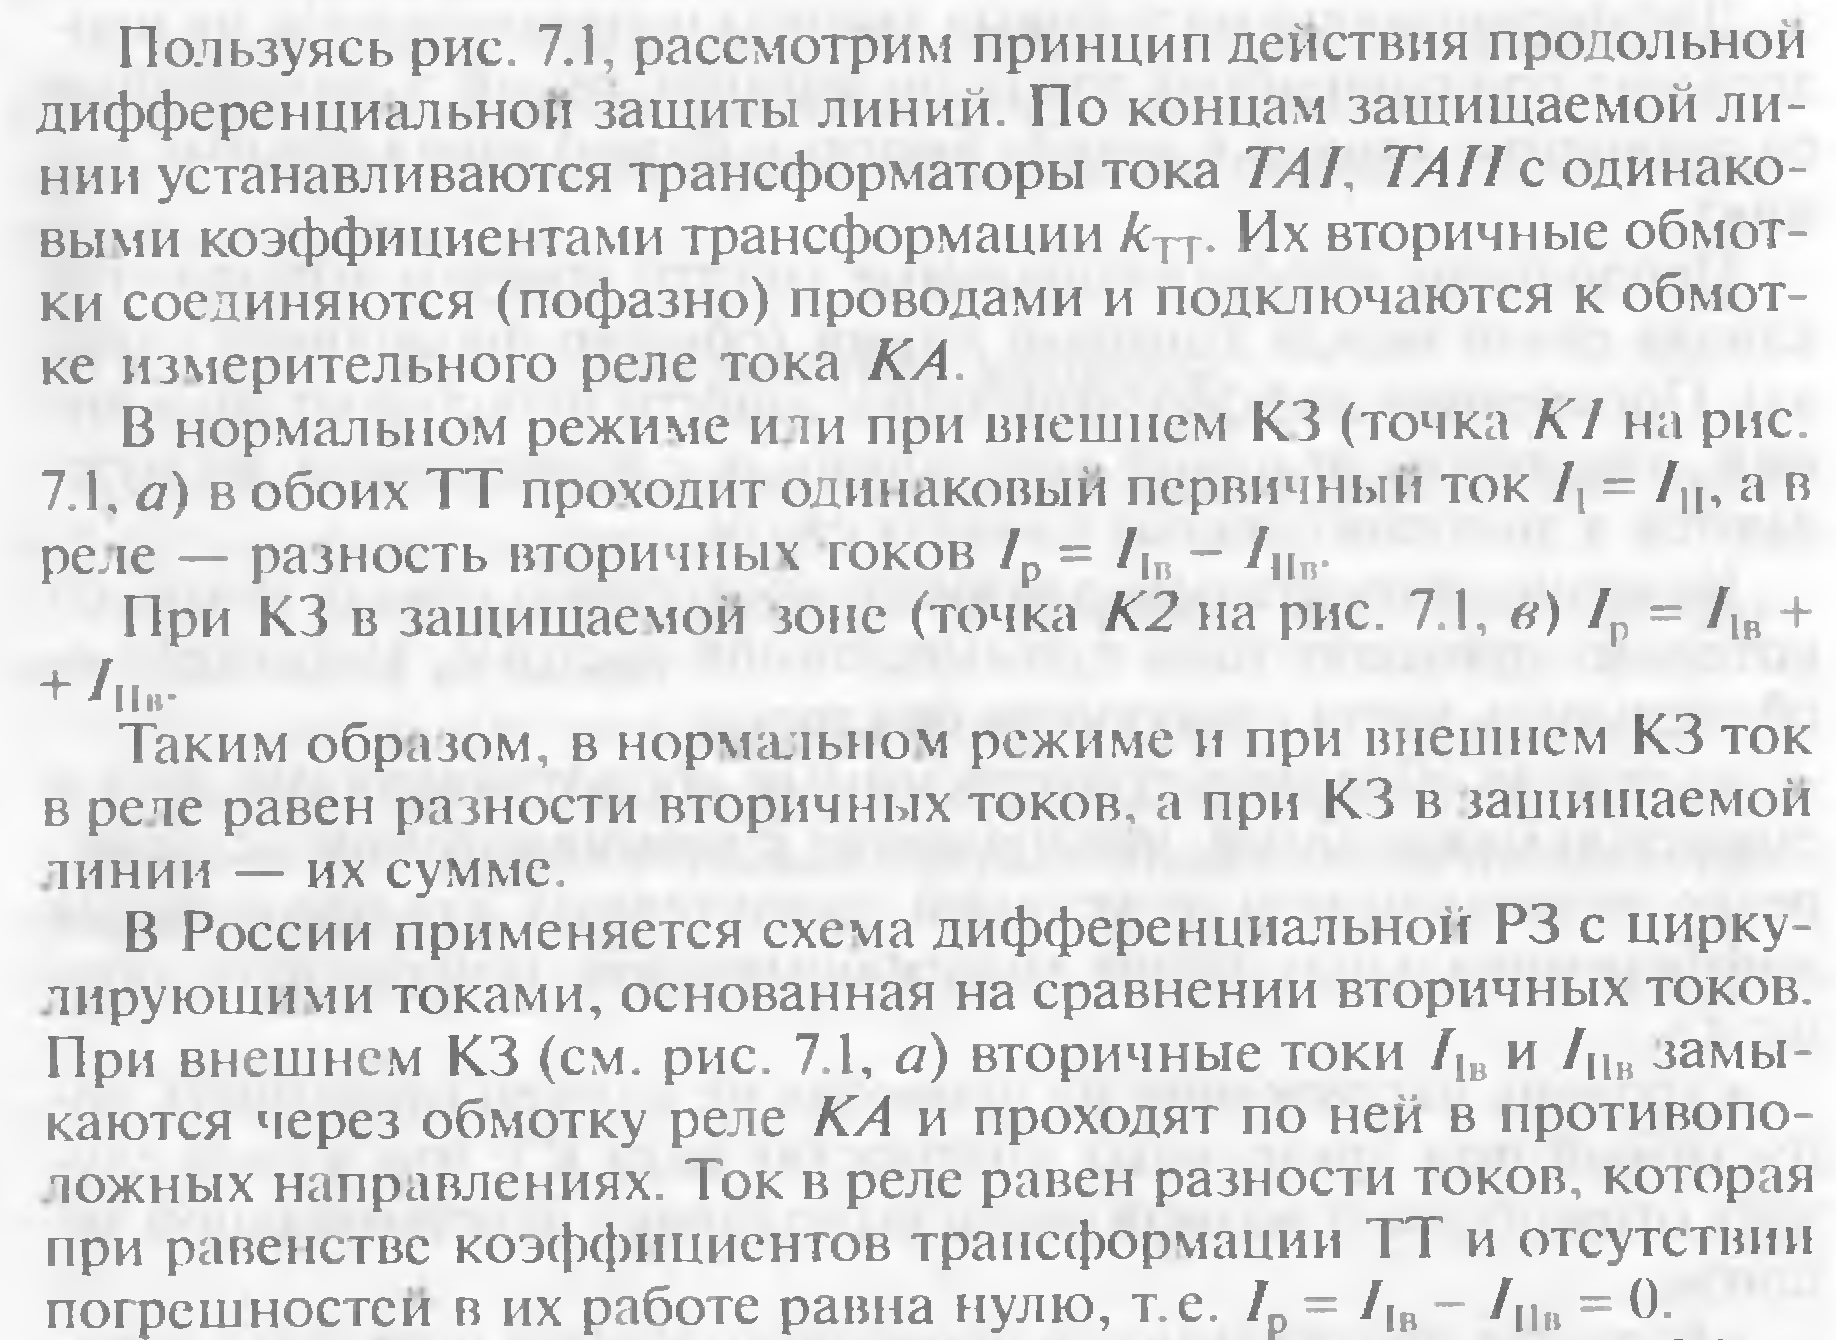 Пользуясь рис. 7.1, рассмотрим принцип действия продольной
дифференциальной защиты линий. По концам защищаемой ли-
нии устанавливаются трансформаторы тока TAI, TAII с одинако-
выми коэффициентами трансформации kТТ. Их вторичные обмот-
ки соединяются (пофазно) проводами и подключаются к обмот-
ке измерительного реле тока KA.
В нормальном режиме или при внешнем КЗ (точка K1 на рис.
7.1, а) в обоих ТТ проходит одинаковый первичный ток II = III, а в
реле — разность вторичных токов Iр = IIв − IIIв.
При КЗ в защищаемой зоне (точка K2 на рис. 7.1, в) Iр = IIв +
+ IIIв.
Таким образом, в нормальном режиме и при внешнем КЗ ток
в реле равен разности вторичных токов, а при КЗ в защищаемой
линии — их сумме.
В России применяется схема дифференциальной РЗ с цирку-
лирующими токами, основанная на сравнении вторичных токов.
При внешнем КЗ (см. рис. 7.1, а) вторичные токи IIв и IIIв замы-
каются через обмотку реле KA и проходят по ней в противопо-
ложных направлениях. Ток в реле равен разности токов, которая
при равенстве коэффициентов трансформации ТТ и отсутствии
погрешностей в их работе равна нулю, т.е. Iр = IIв − IIIв = 0.